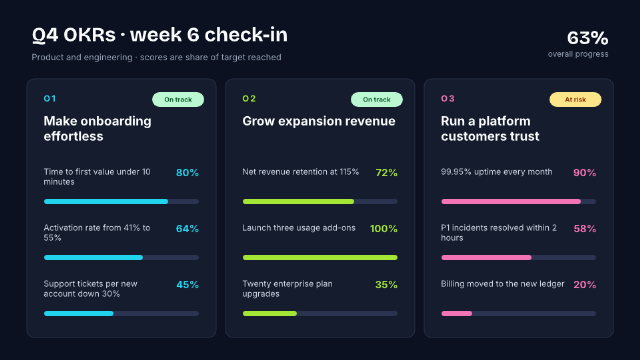 Q4 OKRs · week 6 check-in
Product and engineering · scores are share of target reached
63%
overall progress
O1
On track
Make onboarding
effortless
Time to first value under 10
minutes
80%
Activation rate from 41% to
55%
64%
Support tickets per new
account down 30%
45%
O2
On track
Grow expansion revenue
Net revenue retention at 115%
72%
Launch three usage add-ons
100%
Twenty enterprise plan
upgrades
35%
O3
At risk
Run a platform
customers trust
99.95% uptime every month
90%
P1 incidents resolved within 2
hours
58%
Billing moved to the new ledger
20%